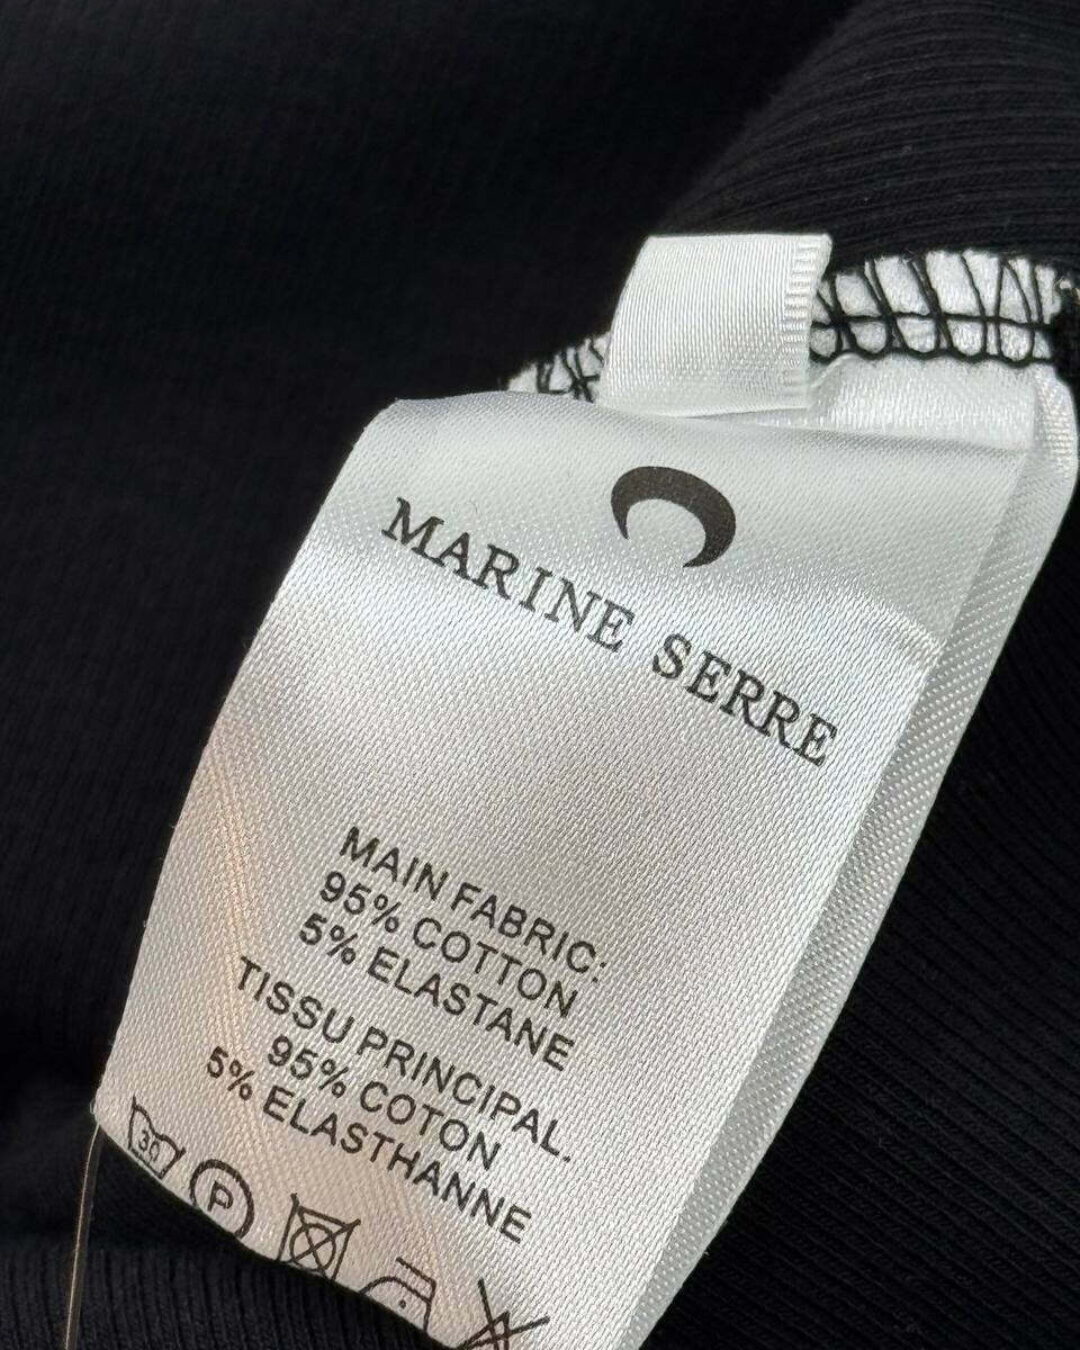 MARINE SERRE
MAIN FABRIC:
95% COTTON
5% ELASTANE
TISSU PRINCIPAL.
95% COTON
5% ELASTHANNE
30
P